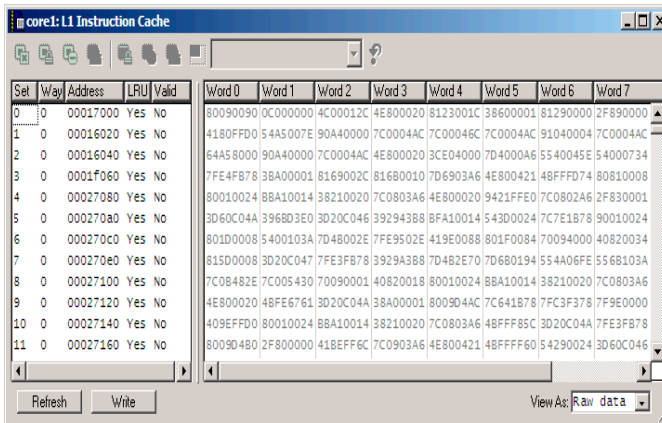 core1: L1 Instruction Cache
Set Way Address LRU Valid Word 0 Word 1 Word 2 Word 3 Word 4 Word 5 Word 6 Word 7
0 0 00017000 Yes No 80090090 0C000000 4C00012C 4E800020 8123001C 38600001 81290000 2F890000
1 0 00016020 Yes No 4180FFD0 54A5007E 90A40000 7C0004AC 7C00046C 7C0004AC 91040004 7C0004AC
2 0 00016040 Yes No 64A58000 90A40000 7C0004AC 4E800020 3CE04000 7D4000A6 5540045E 54000734
3 0 0001f060 Yes No 7FE4FB78 3BA00001 8169002C 816B0010 7D6903A6 4E800421 4BFFFD74 80810008
4 0 00027080 Yes No 80010024 BBA10014 38210020 7C0803A6 4E800020 9421FFE0 7C0802A6 2F830001
5 0 000270a0 Yes No 3D60C04A 396BD3E0 3D20C046 392943B8 BFA10014 543D0024 7C7E1B78 90010024
6 0 000270c0 Yes No 801D0008 5400103A 7D4B002E 7FE9502E 419E0088 801F0084 70094000 40820034
7 0 000270e0 Yes No 815D0008 3D20C047 7FE3FB78 3929A3B8 7D4B2E70 7D6B0194 554A06FE 556B103A
8 0 00027100 Yes No 7C0B482E 7C005430 70090001 40820018 80010024 BBA10014 38210020 7C0803A6
9 0 00027120 Yes No 4E800020 4BFE6761 3D20C04A 38A00001 8009D4AC 7C641B78 7FC3F378 7F9E0000
10 0 00027140 Yes No 409EFFD0 80010024 BBA10014 38210020 7C0803A6 4BFFF85C 3D20C04A 7FE3FB78
11 0 00027160 Yes No 8009D4B0 2F800000 41BEFF6C 7C0903A6 4E800421 4BFFFF60 54290024 3D60C046
Refresh Write View As: Raw data